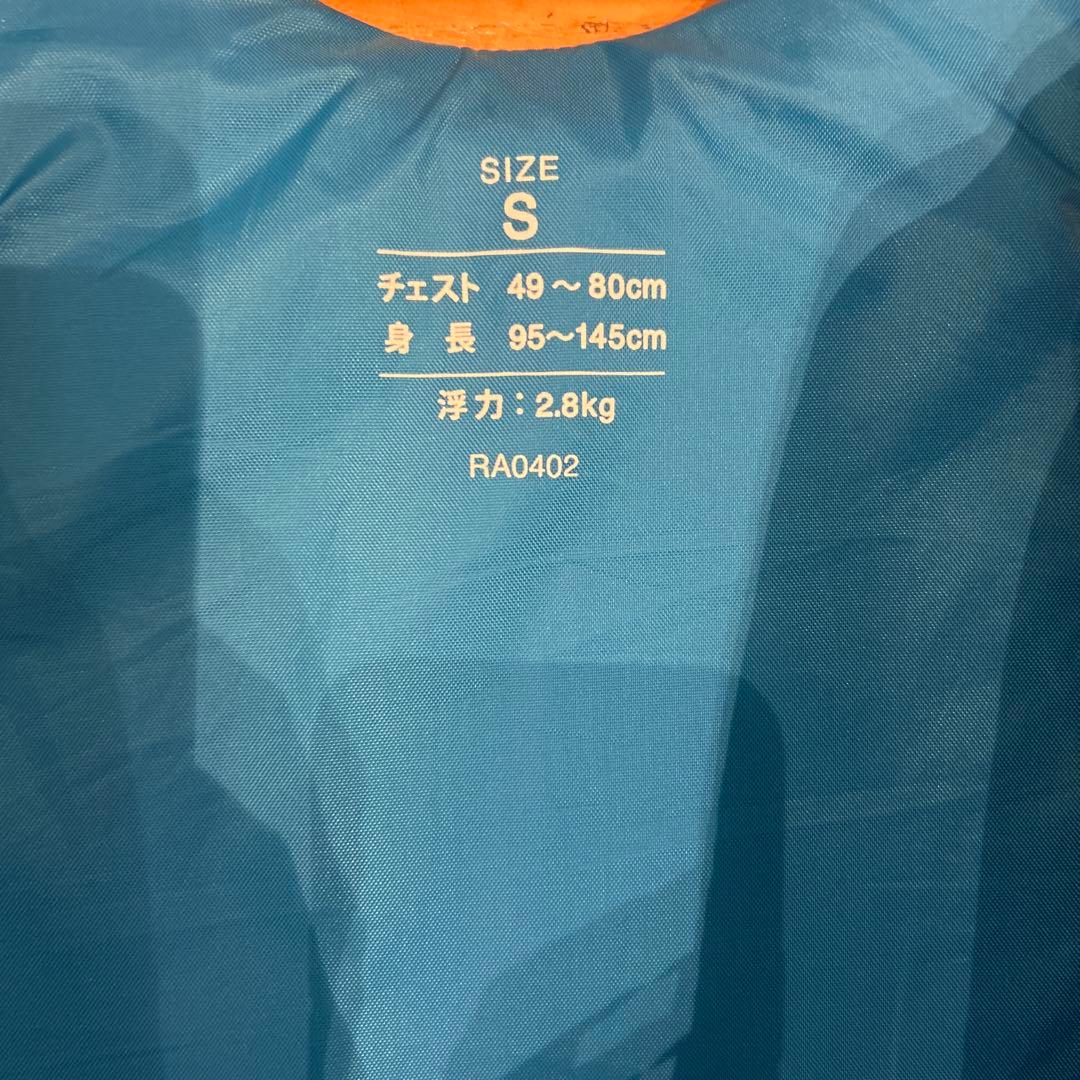 SIZE
S
チェスト 49～80cm
身 長 95～145cm
浮力：2.8kg
RA0402